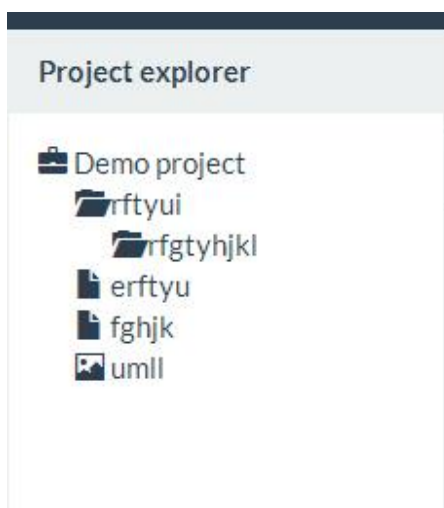 Project explorer
Demo project
rftyui
rfgtyhjkl
erftyu
fghjk
umll